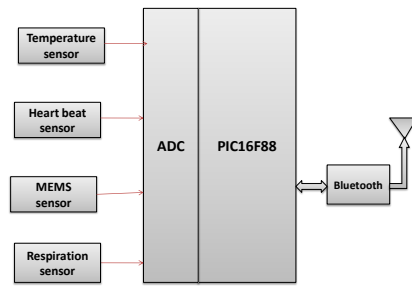 Temperature
sensor
Heart beat
sensor
MEMS
sensor
Respiration
sensor
ADC
PIC16F88
Bluetooth